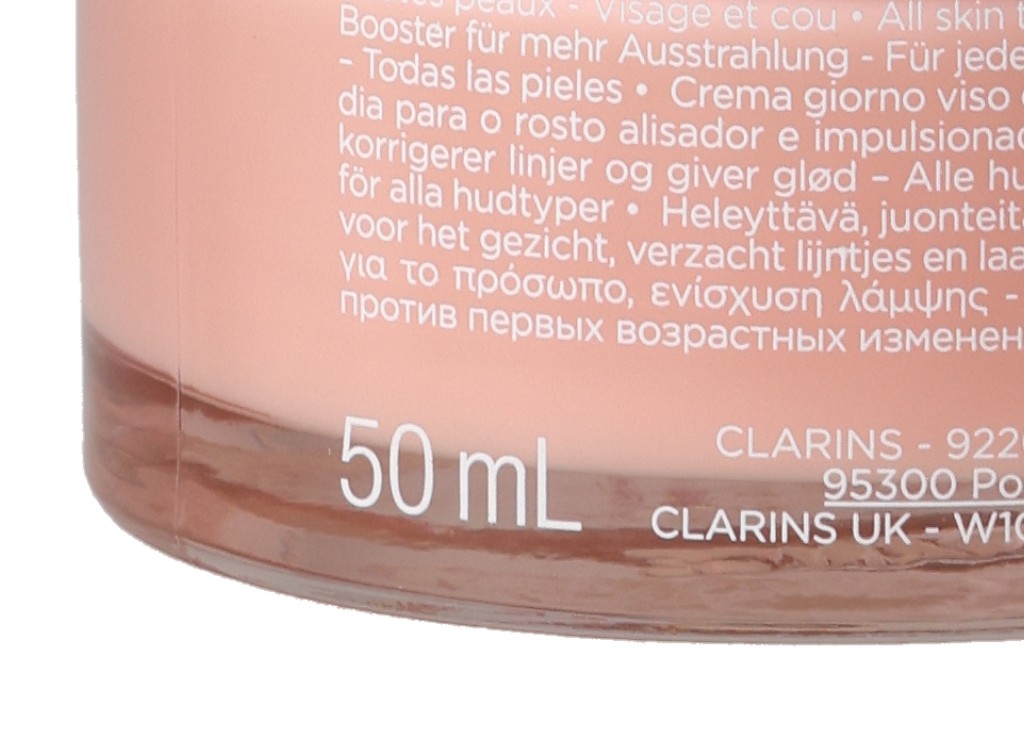 peaux - Visage et cou • All skin
Booster für mehr Ausstrahlung - Für jede
- Todas las pieles • Crema giorno viso
dia para o rosto alisador e impulsionad
korrigerer linjer og giver glød – Alle hu
för alla hudtyper • Heleyttävä, juonteit
voor het gezicht, verzacht lijntjes en laa
για το πρόσωπο, ενίσχυση λάμψης -
против первых возрастных изменен
50 mL
CLARINS - 922
95300 Po
CLARINS UK - W1